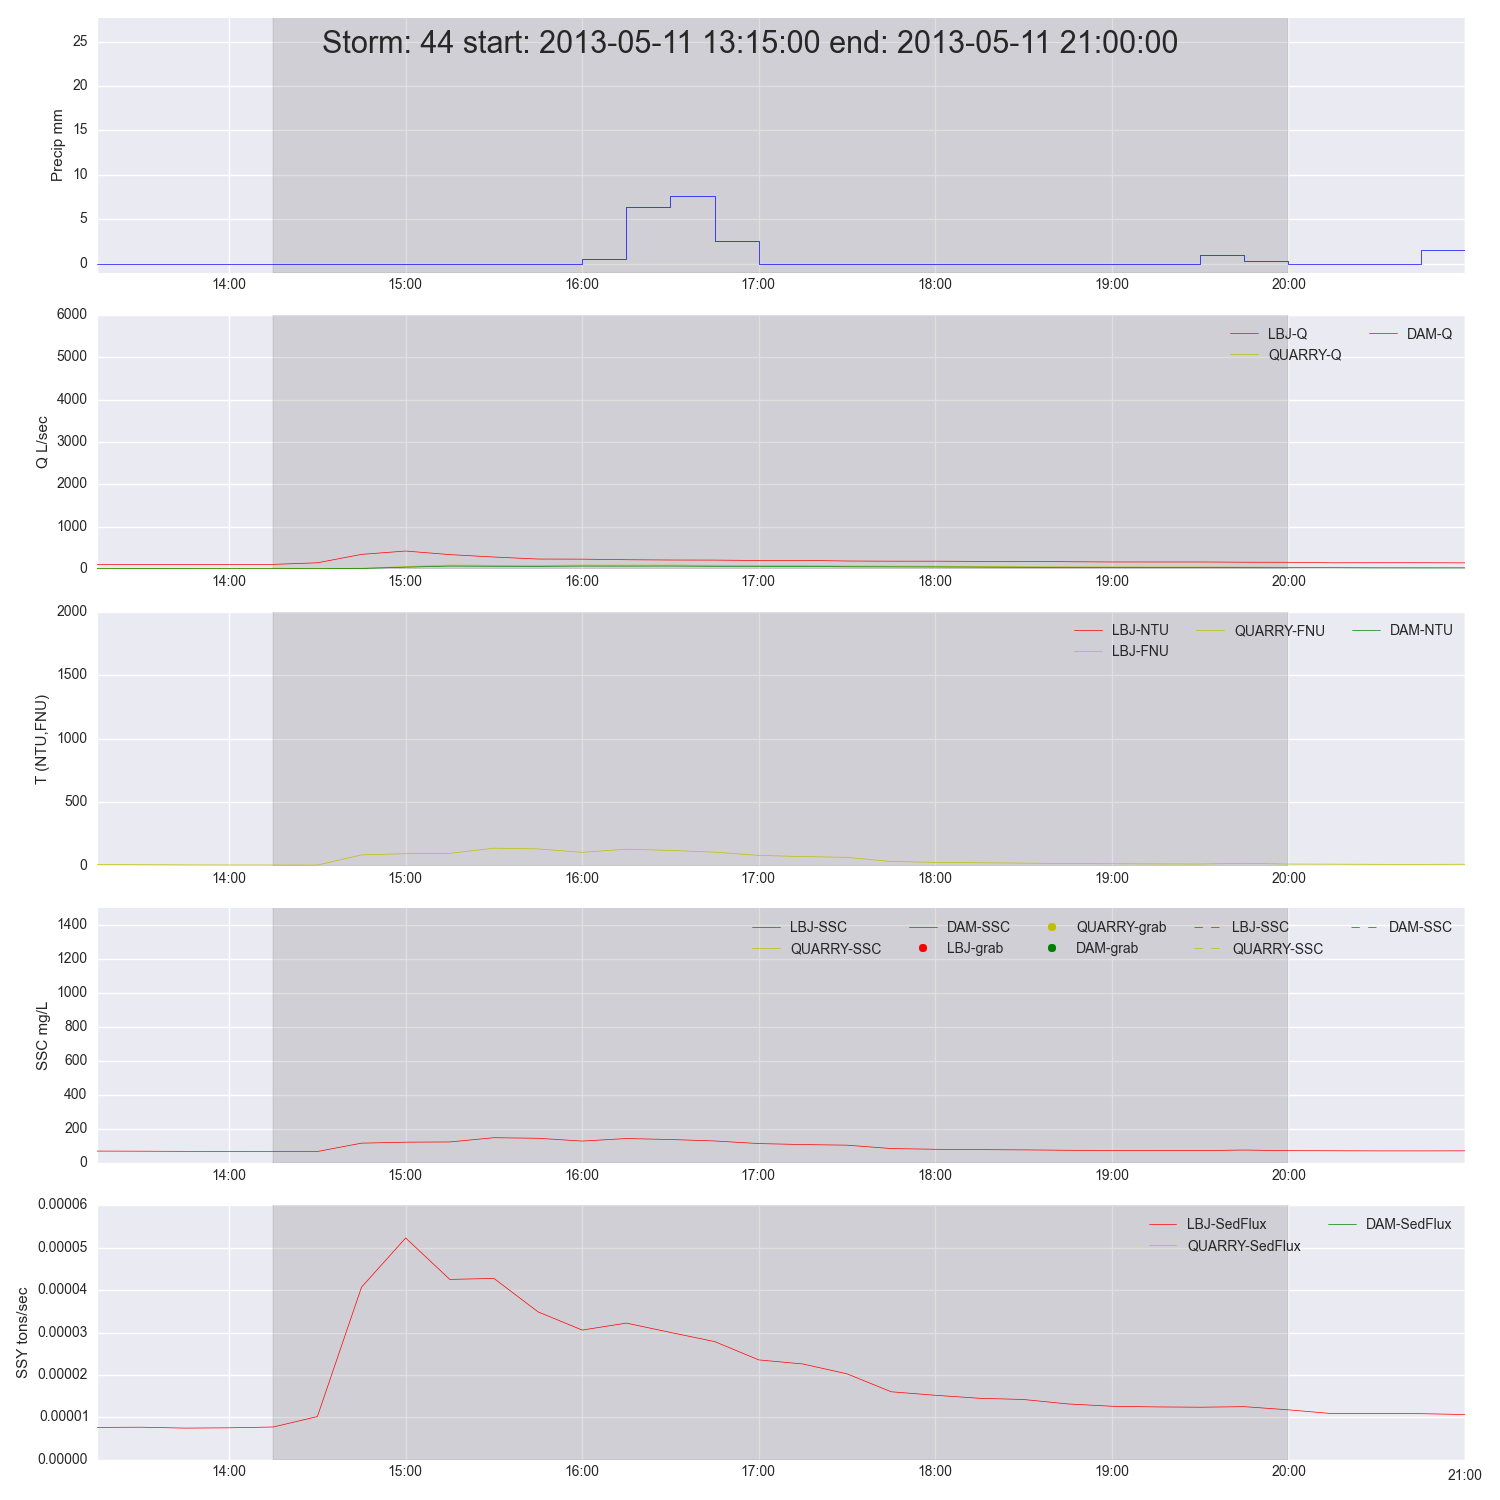 Storm: 44 start: 2013-05-11 13:15:00 end: 2013-05-11 21:00:00
Precip mm
25
20
15
10
5
0
14:00 15:00 16:00 17:00 18:00 19:00 20:00
Q L/sec
6000
5000
4000
3000
2000
1000
0
LBJ-Q DAM-Q
QUARRY-Q
14:00 15:00 16:00 17:00 18:00 19:00 20:00
T (NTU,FNU)
2000
1500
1000
500
0
LBJ-NTU QUARRY-FNU DAM-NTU
LBJ-FNU
14:00 15:00 16:00 17:00 18:00 19:00 20:00
SSC mg/L
1400
1200
1000
800
600
400
200
0
LBJ-SSC DAM-SSC QUARRY-grab LBJ-SSC DAM-SSC
QUARRY-SSC LBJ-grab DAM-grab QUARRY-SSC
14:00 15:00 16:00 17:00 18:00 19:00 20:00
SSY tons/sec
0.00006
0.00005
0.00004
0.00003
0.00002
0.00001
0.00000
LBJ-SedFlux DAM-SedFlux
QUARRY-SedFlux
14:00 15:00 16:00 17:00 18:00 19:00 20:00 21:00